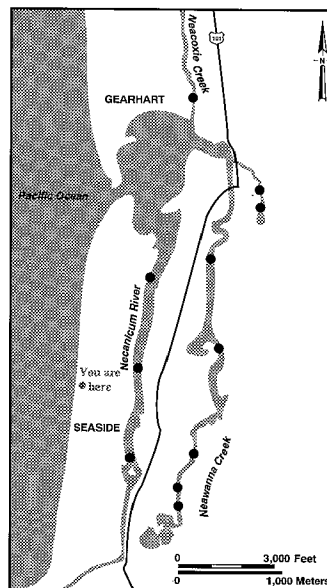 Neacoxie Creek
101
GEARHART
N
Pacific Ocean
Necanicum River
You are
here
SEASIDE
Neawanna Creek
0 3,000 Feet
0 1,000 Meters